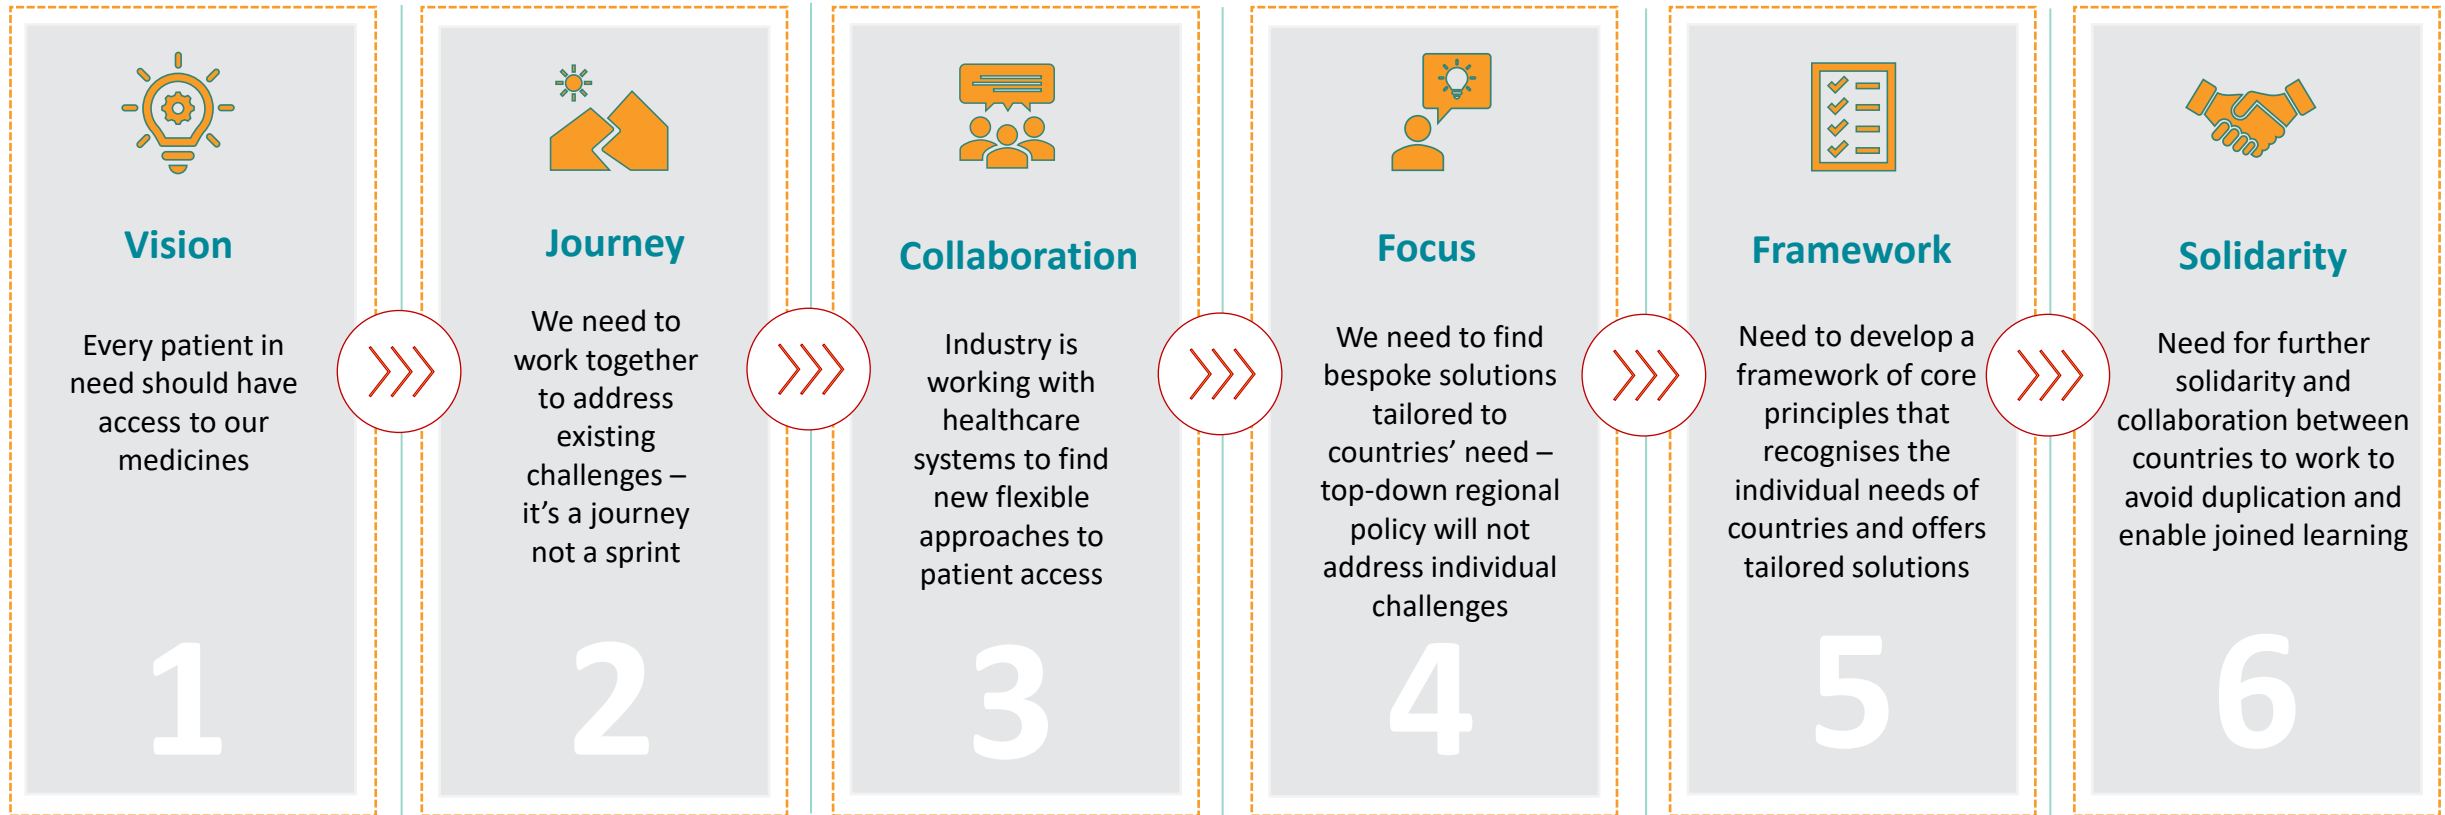 Vision
Every patient in
need should have
access to our
medicines
1
Journey
We need to
work together
to address
existing
challenges –
it’s a journey
not a sprint
2
Collaboration
Industry is
working with
healthcare
systems to find
new flexible
approaches to
patient access
3
Focus
We need to find
bespoke solutions
tailored to
countries’ need –
top-down regional
policy will not
address individual
challenges
4
Framework
Need to develop a
framework of core
principles that
recognises the
individual needs of
countries and offers
tailored solutions
5
Solidarity
Need for further
solidarity and
collaboration between
countries to work to
avoid duplication and
enable joined learning
6